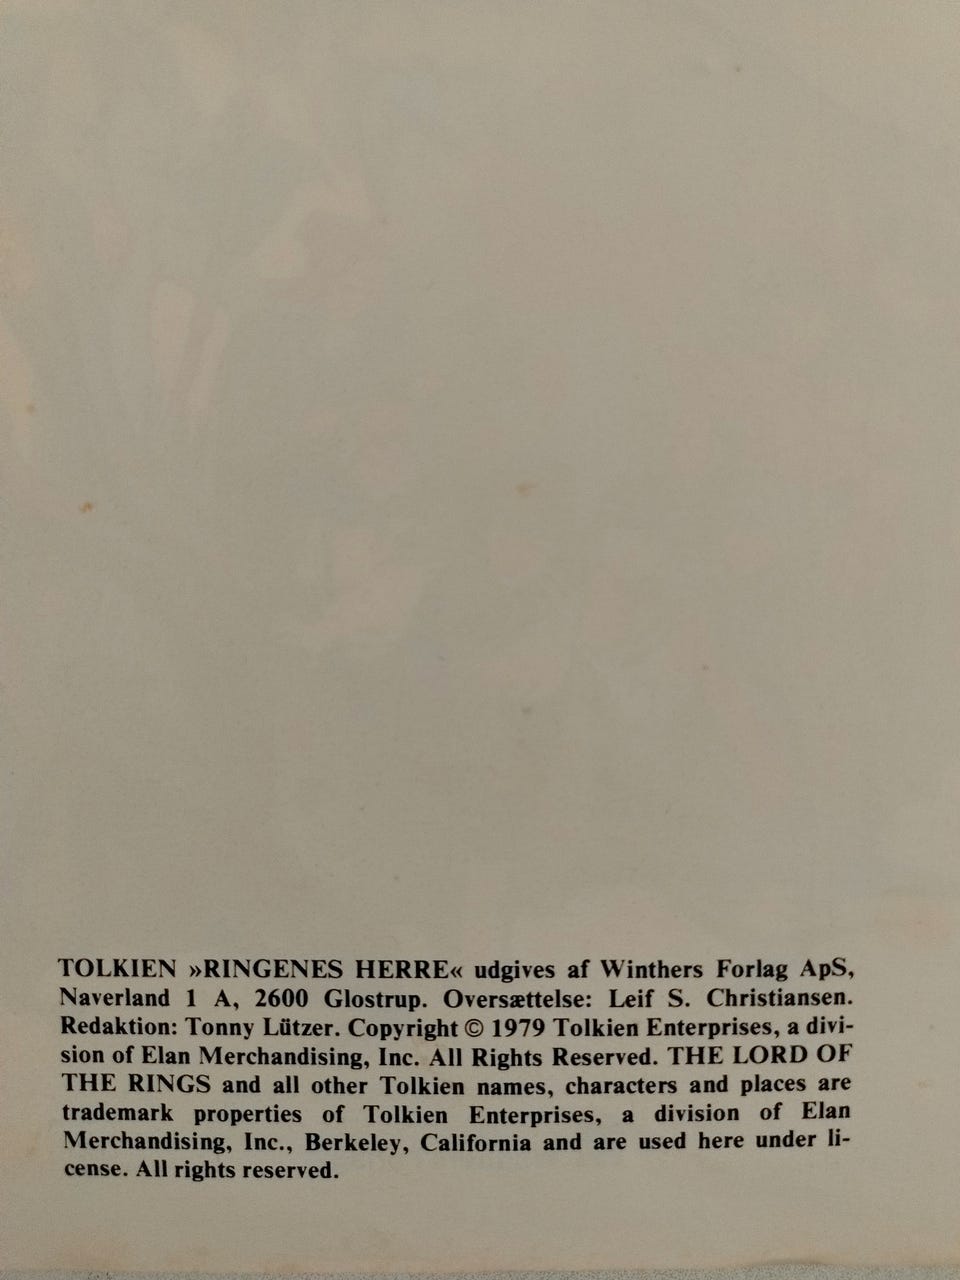 TOLKIEN »RINGENES HERRE« udgives af Winthers Forlag ApS,
Naverland 1 A, 2600 Glostrup. Oversættelse: Leif S. Christiansen.
Redaktion: Tonny Lützer. Copyright © 1979 Tolkien Enterprises, a divi-
sion of Elan Merchandising, Inc. All Rights Reserved. THE LORD OF
THE RINGS and all other Tolkien names, characters and places are
trademark properties of Tolkien Enterprises, a division of Elan
Merchandising, Inc., Berkeley, California and are used here under li-
cense. All rights reserved.